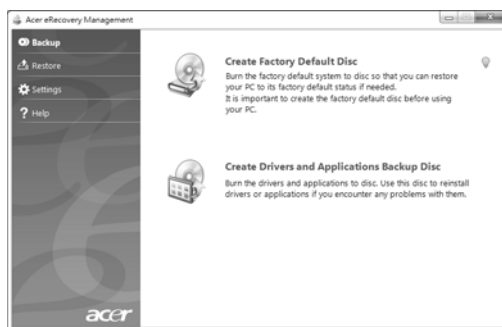 Acer eRecovery Management
Backup
Restore
Settings
Help
Create Factory Default Disc
Burn the factory default system to disc so that you can restore
your PC to its factory default status if needed.
It is important to create the factory default disc before using
your PC.
Create Drivers and Applications Backup Disc
Burn the drivers and applications to disc. Use this disc to reinstall
drivers or applications if you encounter any problems with them.
acer